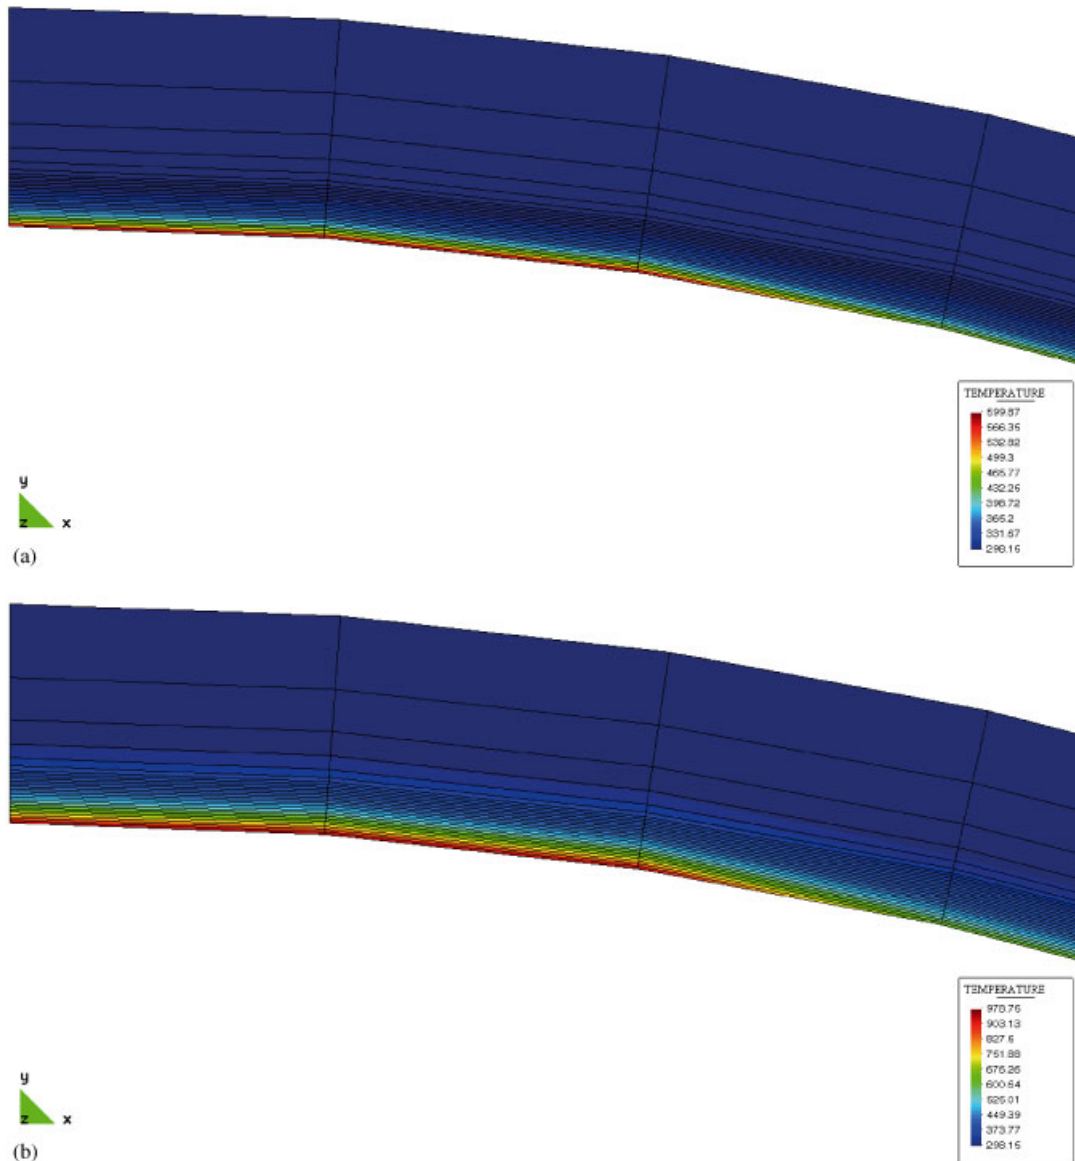 TEMPERATURE
599.87
566.35
532.82
499.3
465.77
432.25
398.72
365.2
331.67
298.15
y
z x
(a)
TEMPERATURE
978.76
903.13
827.5
751.88
676.26
600.64
525.01
449.39
373.77
298.15
y
z x
(b)